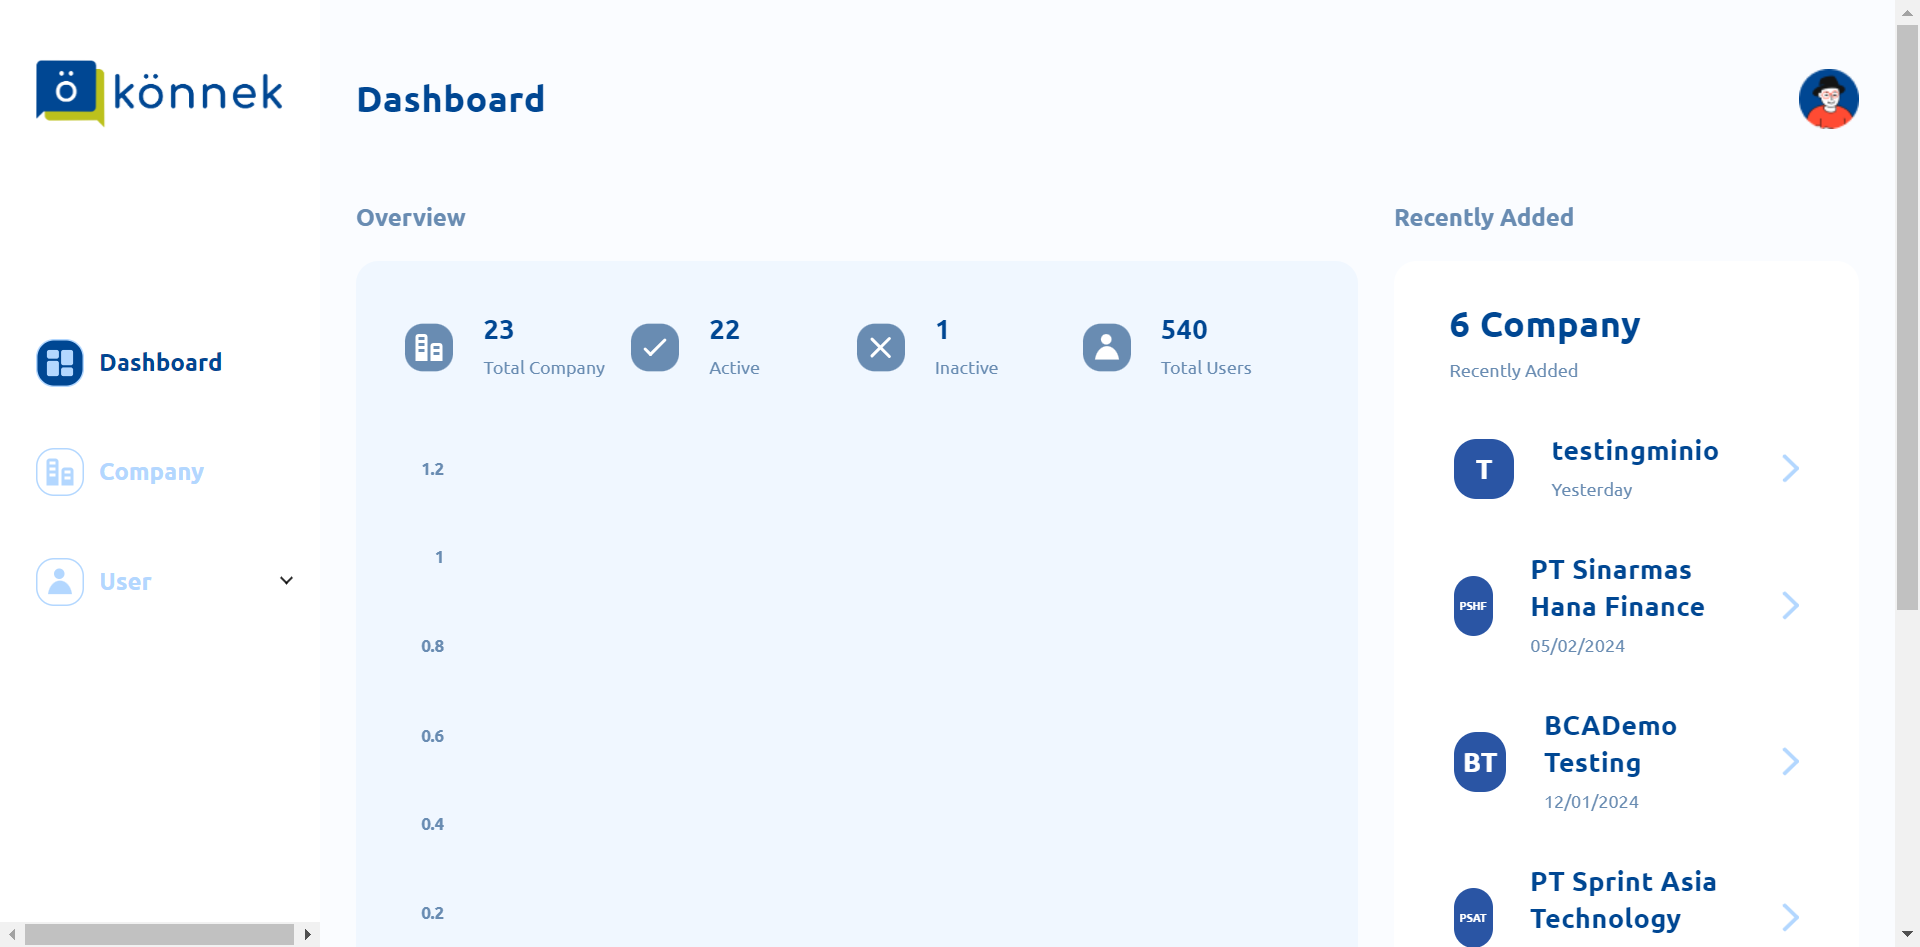 ö könnek
Dashboard
Company
User
Dashboard
Overview
23
Total Company
22
Active
1
Inactive
540
Total Users
1.2
1
0.8
0.6
0.4
0.2
Recently Added
6 Company
Recently Added
T
testingminio
Yesterday
PSHF
PT Sinarmas
Hana Finance
05/02/2024
BT
BCADemo
Testing
12/01/2024
PSAT
PT Sprint Asia
Technology